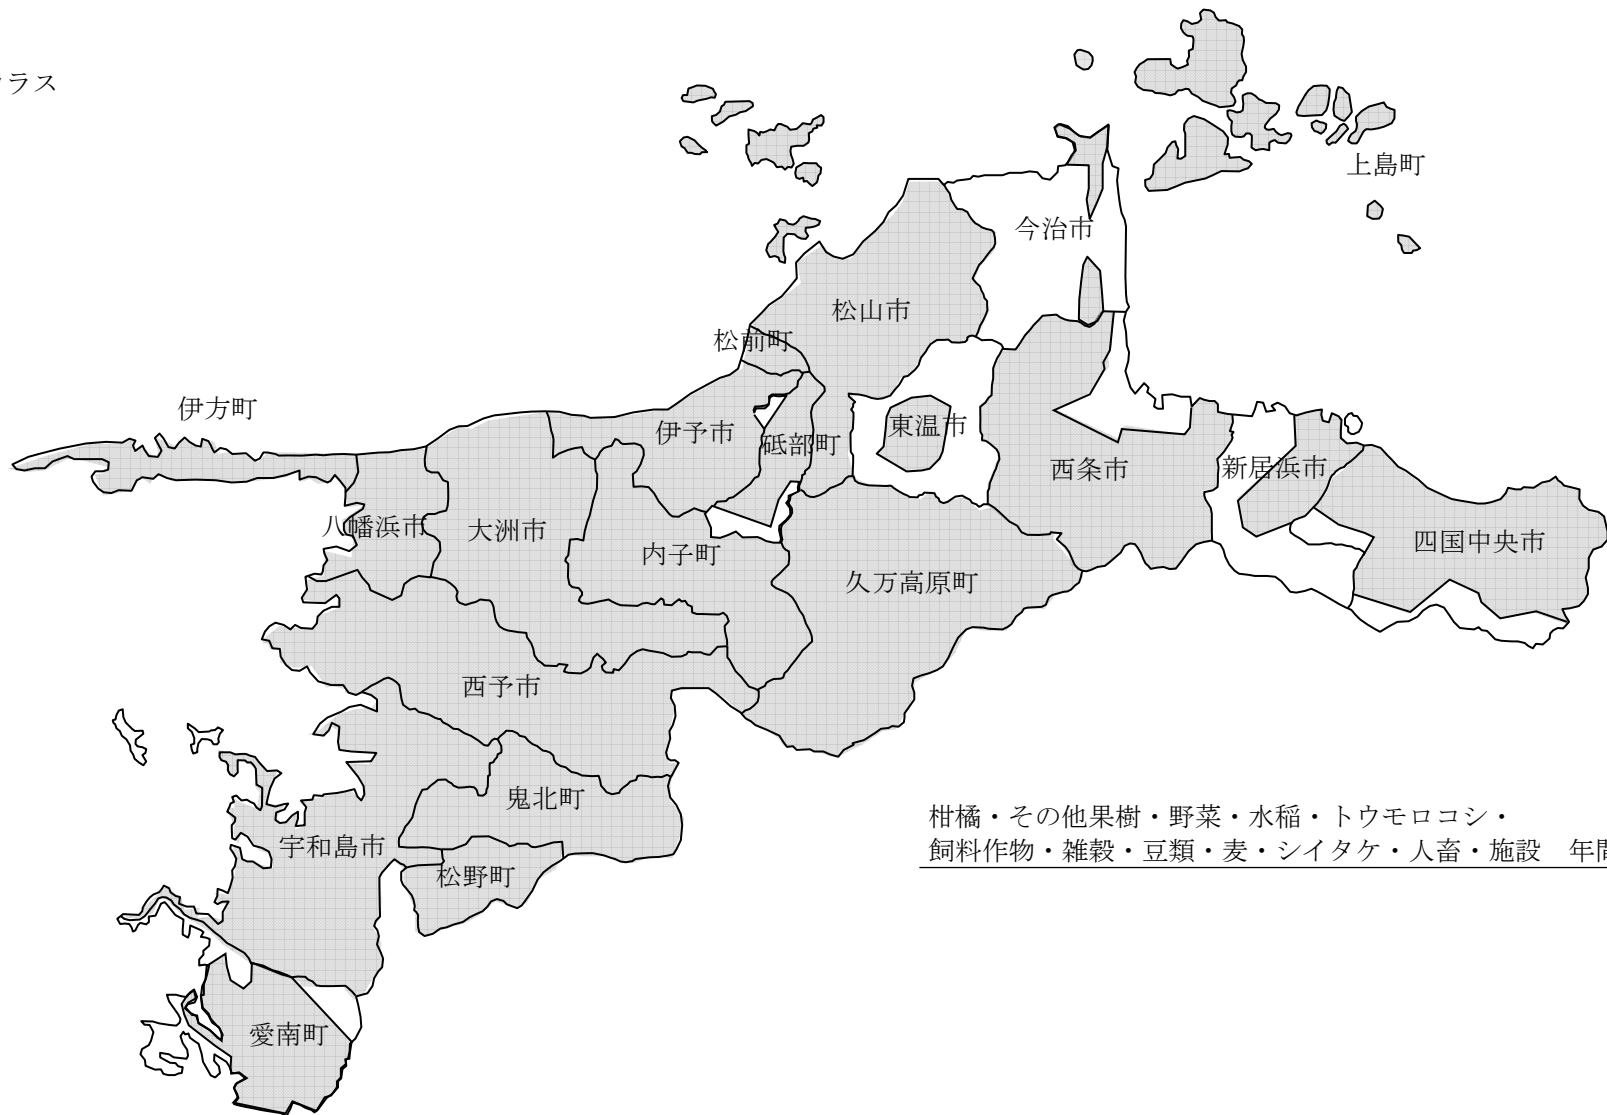 ラス
上島町
今治市
松山市
松前町
伊方町
伊予市
砥部町
東温市
西条市
新居浜市
八幡浜市
大洲市
内子町
久万高原町
四国中央市
西予市
鬼北町
宇和島市
松野町
愛南町
柑橘・その他果樹・野菜・水稲・トウモロコシ・
飼料作物・雑穀・豆類・麦・シイタケ・人畜・施設　年間